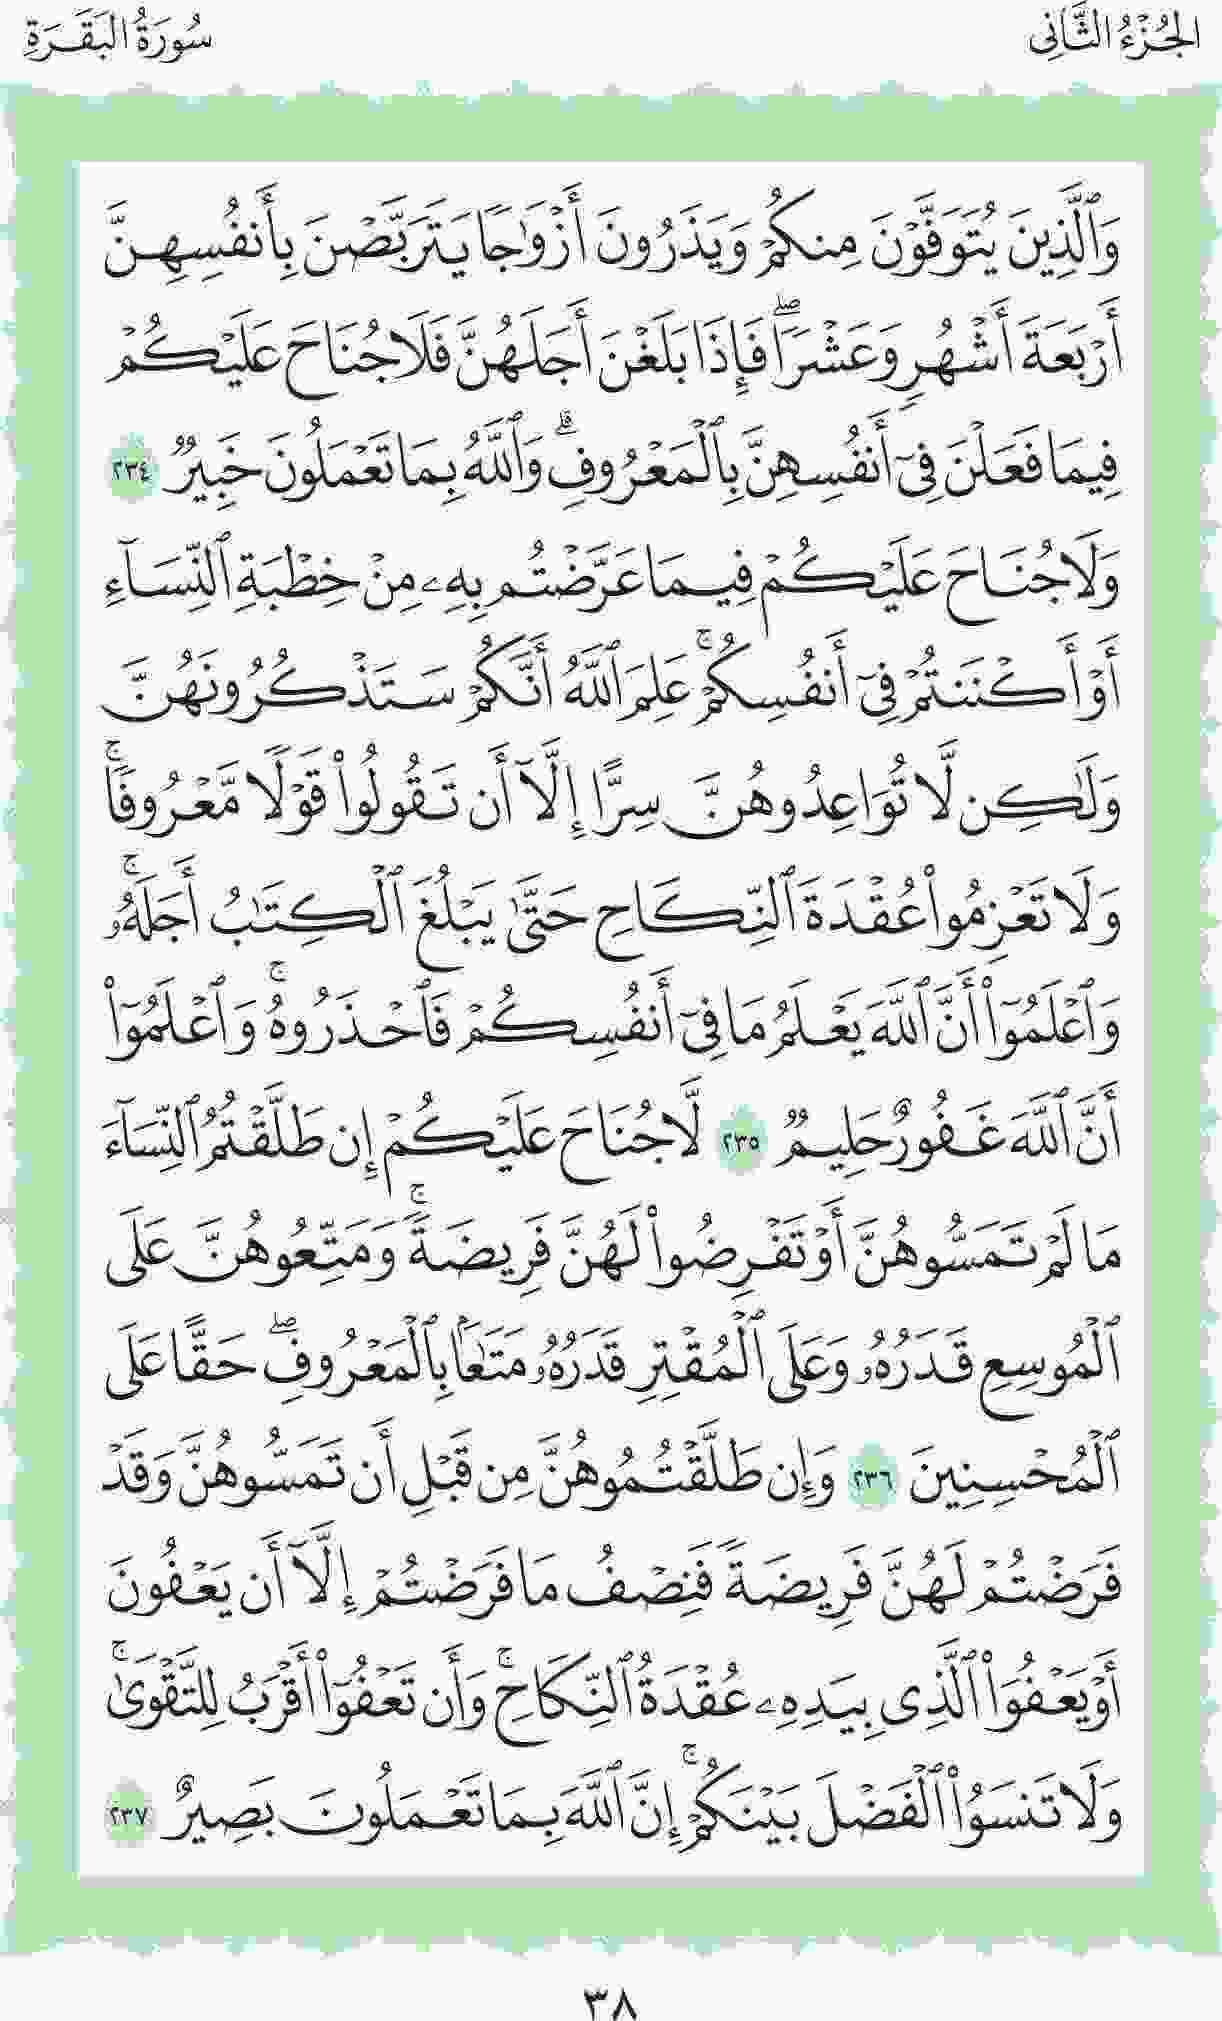 الجُزْءُ الثَّانِي
سُورَةُ البَقَرَةِ
وَٱلَّذِينَ يُتَوَفَّوْنَ مِنكُمْ وَيَذَرُونَ أَزْوَٰجًا يَتَرَبَّصْنَ بِأَنفُسِهِنَّ
أَرْبَعَةَ أَشْهُرٍ وَعَشْرًا ۖ فَإِذَا بَلَغْنَ أَجَلَهُنَّ فَلَا جُنَاحَ عَلَيْكُمْ
فِيمَا فَعَلْنَ فِىٓ أَنفُسِهِنَّ بِٱلْمَعْرُوفِ ۗ وَٱللَّهُ بِمَا تَعْمَلُونَ خَبِيرٌ ٢٣٤
وَلَا جُنَاحَ عَلَيْكُمْ فِيمَا عَرَّضْتُم بِهِۦ مِنْ خِطْبَةِ ٱلنِّسَآءِ
أَوْ أَكْنَنتُمْ فِىٓ أَنفُسِكُمْ ۚ عَلِمَ ٱللَّهُ أَنَّكُمْ سَتَذْكُرُونَهُنَّ
وَلَٰكِن لَّا تُوَاعِدُوهُنَّ سِرًّا إِلَّآ أَن تَقُولُوا۟ قَوْلًا مَّعْرُوفًا ۚ
وَلَا تَعْزِمُوا۟ عُقْدَةَ ٱلنِّكَاحِ حَتَّىٰ يَبْلُغَ ٱلْكِتَٰبُ أَجَلَهُۥ ۚ
وَٱعْلَمُوٓا۟ أَنَّ ٱللَّهَ يَعْلَمُ مَا فِىٓ أَنفُسِكُمْ فَٱحْذَرُوهُ ۚ وَٱعْلَمُوٓا۟
أَنَّ ٱللَّهَ غَفُورٌ حَلِيمٌ ٢٣٥ لَّا جُنَاحَ عَلَيْكُمْ إِن طَلَّقْتُمُ ٱلنِّسَآءَ
مَا لَمْ تَمَسُّوهُنَّ أَوْ تَفْرِضُوا۟ لَهُنَّ فَرِيضَةً ۚ وَمَتِّعُوهُنَّ عَلَى
ٱلْمُوسِعِ قَدَرُهُۥ وَعَلَى ٱلْمُقْتِرِ قَدَرُهُۥ مَتَٰعًۢا بِٱلْمَعْرُوفِ ۖ حَقًّا عَلَى
ٱلْمُحْسِنِينَ ٢٣٦ وَإِن طَلَّقْتُمُوهُنَّ مِن قَبْلِ أَن تَمَسُّوهُنَّ وَقَدْ
فَرَضْتُمْ لَهُنَّ فَرِيضَةً فَنِصْفُ مَا فَرَضْتُمْ إِلَّآ أَن يَعْفُونَ
أَوْ يَعْفُوَا۟ ٱلَّذِى بِيَدِهِۦ عُقْدَةُ ٱلنِّكَاحِ ۚ وَأَن تَعْفُوٓا۟ أَقْرَبُ لِلتَّقْوَىٰ ۚ
وَلَا تَنسَوُا۟ ٱلْفَضْلَ بَيْنَكُمْ ۚ إِنَّ ٱللَّهَ بِمَا تَعْمَلُونَ بَصِيرٌ ٢٣٧
٣٨